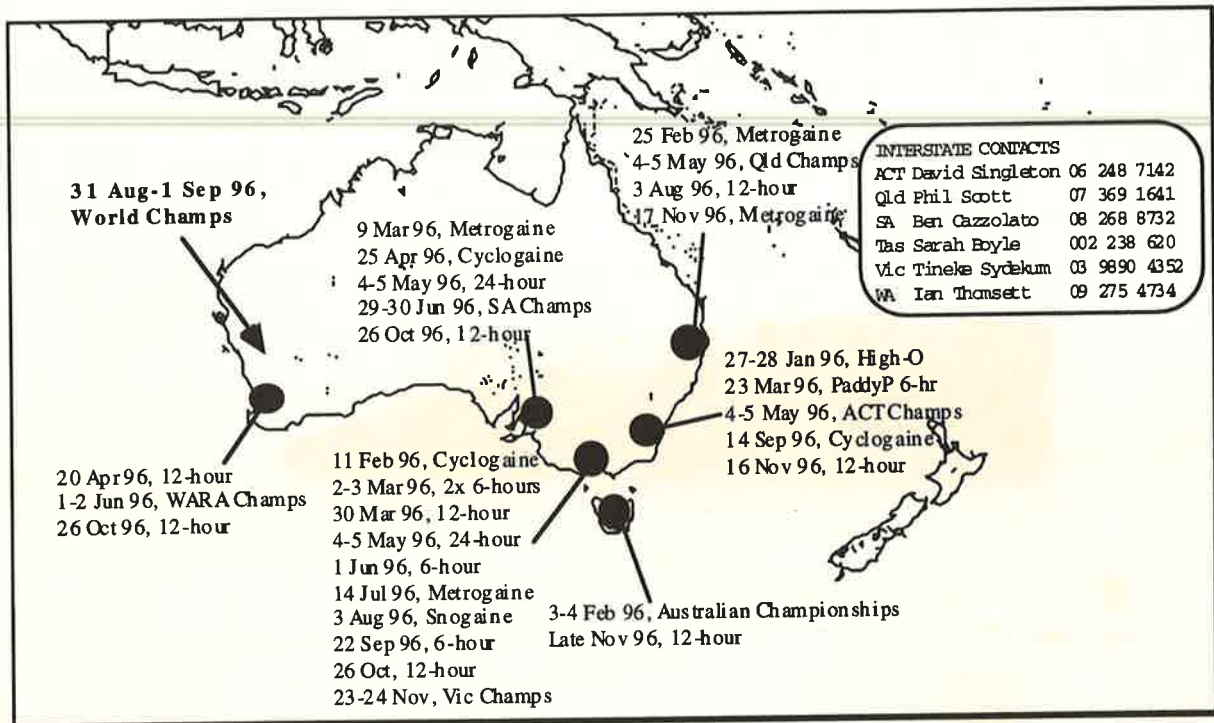 25 Feb 96, Metrogaine
4-5 May 96, Qld Champs
3 Aug 96, 12-hour
17 Nov 96, Metrogaine
INTERSTATE CONTACTS
ACT David Singleton 06 248 7142
Qld Phil Scott 07 369 1641
SA Ben Cazzolato 08 268 8732
Tas Sarah Boyle 002 238 620
Vic Tineke Sydekum 03 9890 4352
WA Ian Thomsett 09 275 4734
31 Aug-1 Sep 96,
World Champs
9 Mar 96, Metrogaine
25 Apr 96, Cyclogaine
4-5 May 96, 24-hour
29-30 Jun 96, SA Champs
26 Oct 96, 12-hour
27-28 Jan 96, High-O
23 Mar 96, PaddyP 6-hr
4-5 May 96, ACT Champs
14 Sep 96, Cyclogaine
16 Nov 96, 12-hour
20 Apr 96, 12-hour
1-2 Jun 96, WARA Champs
26 Oct 96, 12-hour
11 Feb 96, Cyclogaine
2-3 Mar 96, 2x 6-hours
30 Mar 96, 12-hour
4-5 May 96, 24-hour
1 Jun 96, 6-hour
14 Jul 96, Metrogaine
3 Aug 96, Snogaine
22 Sep 96, 6-hour
26 Oct, 12-hour
23-24 Nov, Vic Champs
3-4 Feb 96, Australian Championships
Late Nov 96, 12-hour